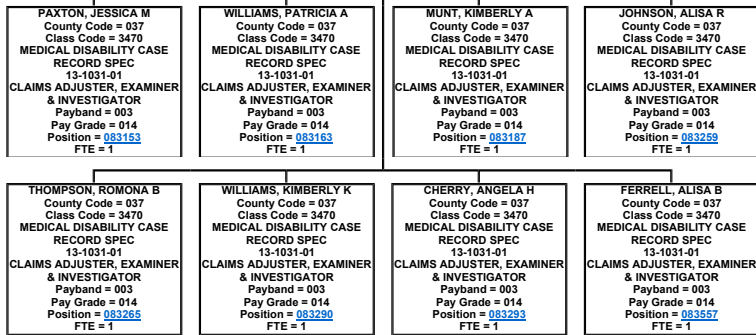 PAXTON, JESSICA M
County Code = 037
Class Code = 3470
MEDICAL DISABILITY CASE
RECORD SPEC
13-1031-01
CLAIMS ADJUSTER, EXAMINER
& INVESTIGATOR
Payband = 003
Pay Grade = 014
Position = 083153
FTE = 1
WILLIAMS, PATRICIA A
County Code = 037
Class Code = 3470
MEDICAL DISABILITY CASE
RECORD SPEC
13-1031-01
CLAIMS ADJUSTER, EXAMINER
& INVESTIGATOR
Payband = 003
Pay Grade = 014
Position = 083163
FTE = 1
MUNT, KIMBERLY A
County Code = 037
Class Code = 3470
MEDICAL DISABILITY CASE
RECORD SPEC
13-1031-01
CLAIMS ADJUSTER, EXAMINER
& INVESTIGATOR
Payband = 003
Pay Grade = 014
Position = 083187
FTE = 1
JOHNSON, ALISA R
County Code = 037
Class Code = 3470
MEDICAL DISABILITY CASE
RECORD SPEC
13-1031-01
CLAIMS ADJUSTER, EXAMINER
& INVESTIGATOR
Payband = 003
Pay Grade = 014
Position = 083259
FTE = 1
THOMPSON, ROMONA B
County Code = 037
Class Code = 3470
MEDICAL DISABILITY CASE
RECORD SPEC
13-1031-01
CLAIMS ADJUSTER, EXAMINER
& INVESTIGATOR
Payband = 003
Pay Grade = 014
Position = 083265
FTE = 1
WILLIAMS, KIMBERLY K
County Code = 037
Class Code = 3470
MEDICAL DISABILITY CASE
RECORD SPEC
13-1031-01
CLAIMS ADJUSTER, EXAMINER
& INVESTIGATOR
Payband = 003
Pay Grade = 014
Position = 083290
FTE = 1
CHERRY, ANGELA H
County Code = 037
Class Code = 3470
MEDICAL DISABILITY CASE
RECORD SPEC
13-1031-01
CLAIMS ADJUSTER, EXAMINER
& INVESTIGATOR
Payband = 003
Pay Grade = 014
Position = 083293
FTE = 1
FERRELL, ALISA B
County Code = 037
Class Code = 3470
MEDICAL DISABILITY CASE
RECORD SPEC
13-1031-01
CLAIMS ADJUSTER, EXAMINER
& INVESTIGATOR
Payband = 003
Pay Grade = 014
Position = 083557
FTE = 1